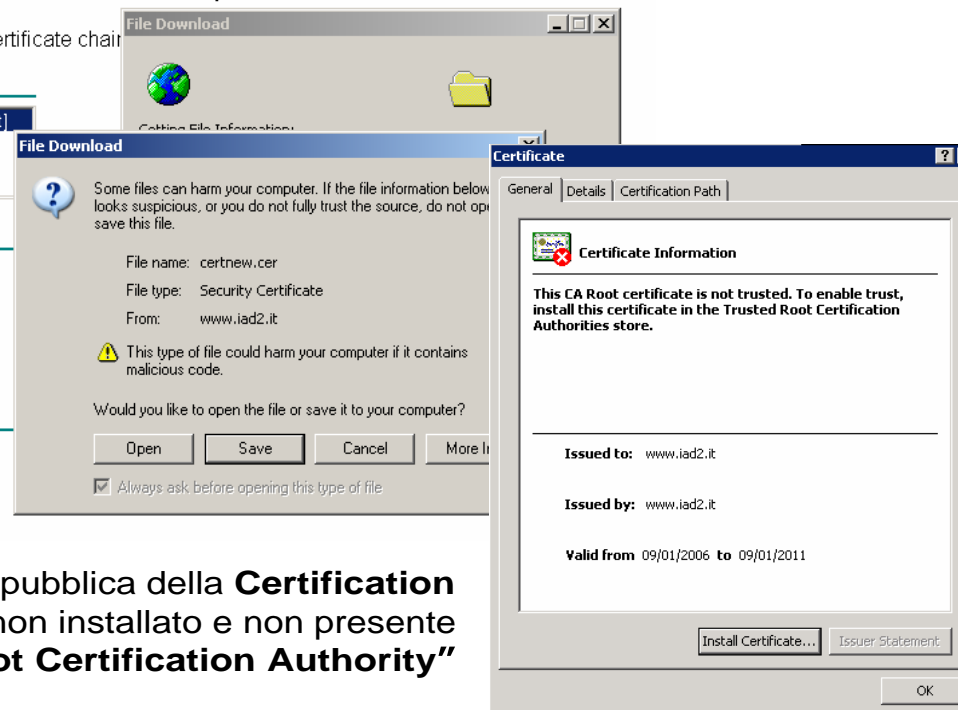 ertificate chair
File Download
Getting File Information:
File Download
Some files can harm your computer. If the file information below
looks suspicious, or you do not fully trust the source, do not
save this file.
File name: certnew.cer
File type: Security Certificate
From: www.iad2.it
This type of file could harm your computer if it contains
malicious code.
Would you like to open the file or save it to your computer?
Open Save Cancel More
Always ask before opening this type of file
Certificate
General Details Certification Path
Certificate Information
This CA Root certificate is not trusted. To enable trust,
install this certificate in the Trusted Root Certification
Authorities store.
Issued to: www.iad2.it
Issued by: www.iad2.it
Valid from 09/01/2006 to 09/01/2011
Install Certificate... Issuer Statement
OK
pubblica della Certification
non installato e non presente
ot Certification Authority”